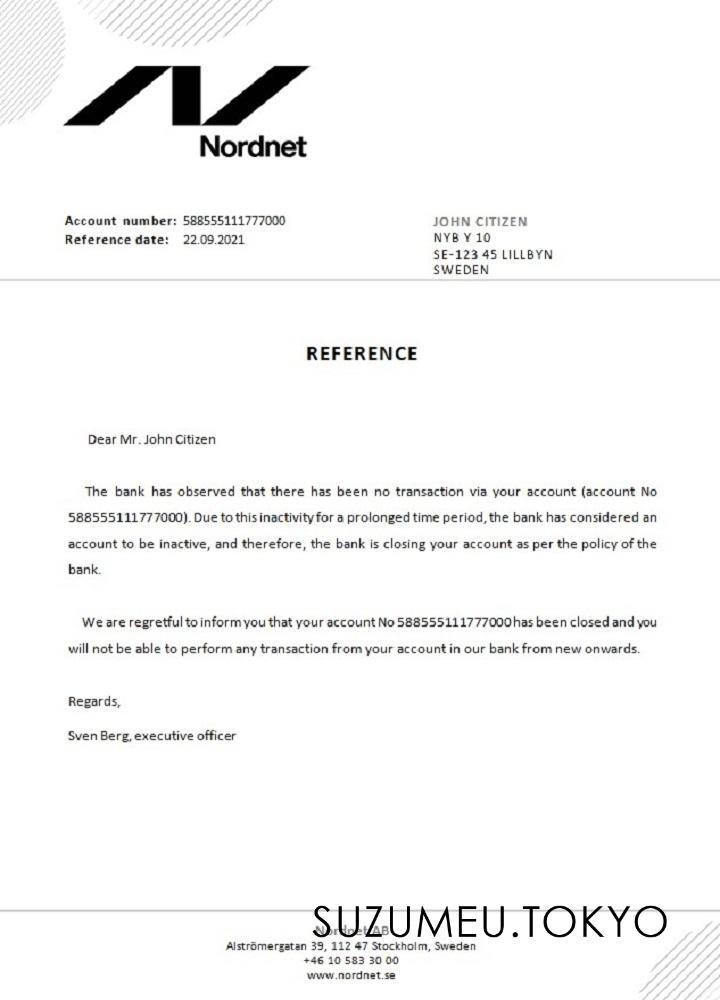 Nordnet
Account number: 588555111777000
Reference date: 22.09.2021
JOHN CITIZEN
NYB Y 10
SE-123 45 LILLBYN
SWEDEN
REFERENCE
Dear Mr. John Citizen
The bank has observed that there has been no transaction via your account (account No
588555111777000). Due to this inactivity for a prolonged time period, the bank has considered an
account to be inactive, and therefore, the bank is closing your account as per the policy of the
bank.
We are regretful to inform you that your account No 588555111777000 has been closed and you
will not be able to perform any transaction from your account in our bank from new onwards.
Regards,
Sven Berg, executive officer
SUZUMEU.TOKYO
Nordnet AB
Alströmergatan 39, 112 47 Stockholm, Sweden
+46 10 583 30 00
www.nordnet.se